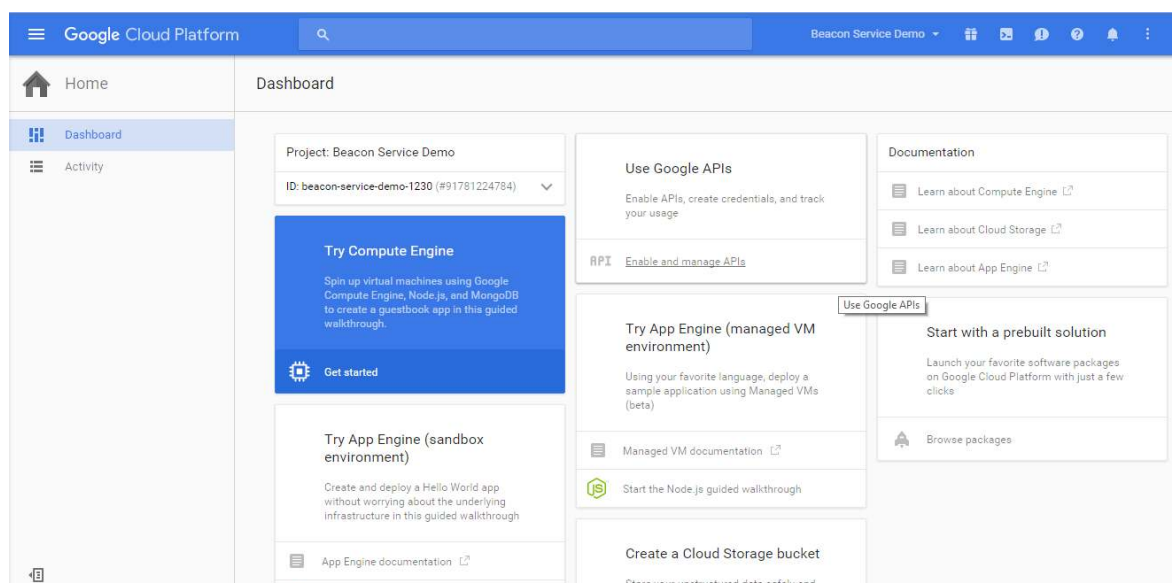 Google Cloud Platform
Beacon Service Demo
Home
Dashboard
Dashboard
Activity
Project: Beacon Service Demo
ID: beacon-service-demo-1230 (#91781224784)
Try Compute Engine
Spin up virtual machines using Google
Compute Engine, Node.js, and MongoDB
to create a guestbook app in this guided
walkthrough.
Get started
Try App Engine (sandbox
environment)
Create and deploy a Hello World app
without worrying about the underlying
infrastructure in this guided walkthrough
App Engine documentation
Use Google APIs
Enable APIs, create credentials, and track
your usage
API Enable and manage APIs
Use Google APIs
Try App Engine (managed VM
environment)
Using your favorite language, deploy a
sample application using Managed VMs
(beta)
Managed VM documentation
JS Start the Node.js guided walkthrough
Create a Cloud Storage bucket
Documentation
Learn about Compute Engine
Learn about Cloud Storage
Learn about App Engine
Start with a prebuilt solution
Launch your favorite software packages
on Google Cloud Platform with just a few
clicks
Browse packages